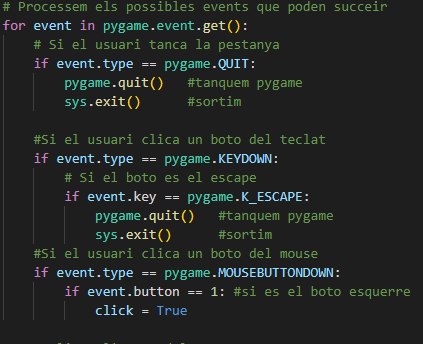 # Processem els possibles events que poden succeir
for event in pygame.event.get():
    # Si el usuari tanca la pestanya
    if event.type == pygame.QUIT:
        pygame.quit()   #tanquem pygame
        sys.exit()      #sortim

    #Si el usuari clica un boto del teclat
    if event.type == pygame.KEYDOWN:
        # Si el boto es el escape
        if event.key == pygame.K_ESCAPE:
            pygame.quit()   #tanquem pygame
            sys.exit()      #sortim
    #Si el usuari clica un boto del mouse
    if event.type == pygame.MOUSEBUTTONDOWN:
        if event.button == 1: #si es el boto esquerre
            click = True